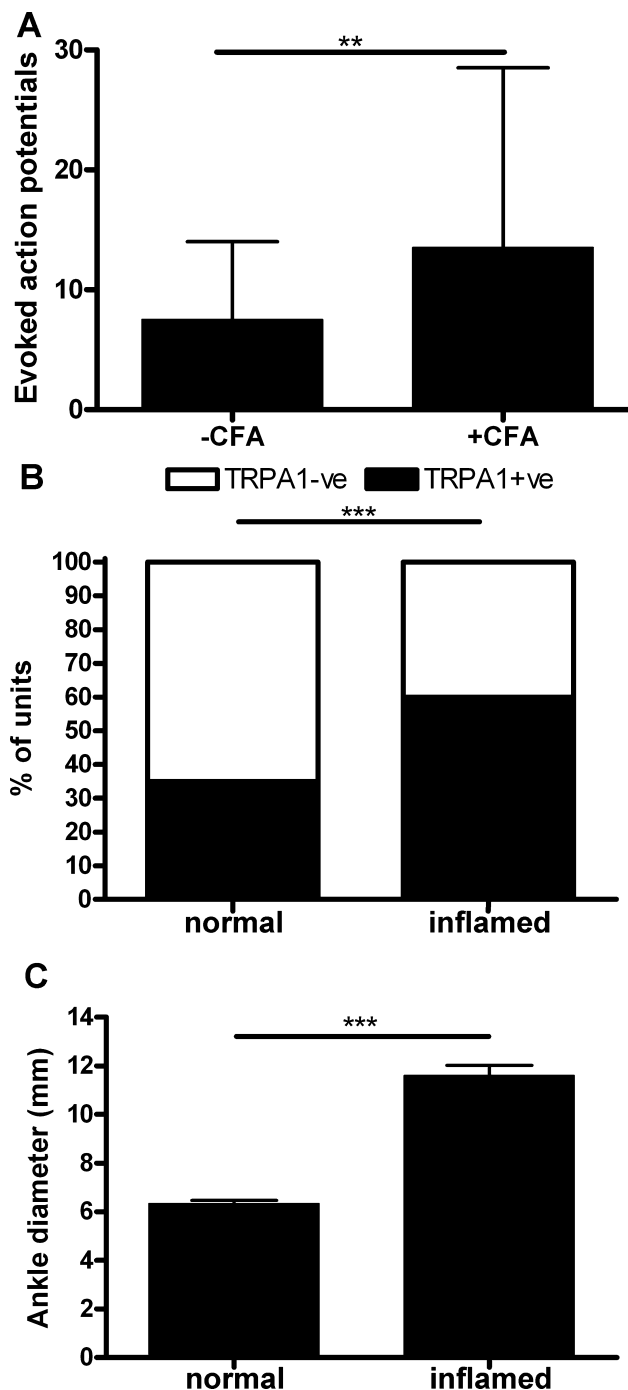 A
**
Evoked action potentials
30
20
10
0
-CFA +CFA
B
TRPA1-ve TRPA1+ve
***
% of units
100
90
80
70
60
50
40
30
20
10
0
normal inflamed
C
***
Ankle diameter (mm)
14
12
10
8
6
4
2
0
normal inflamed